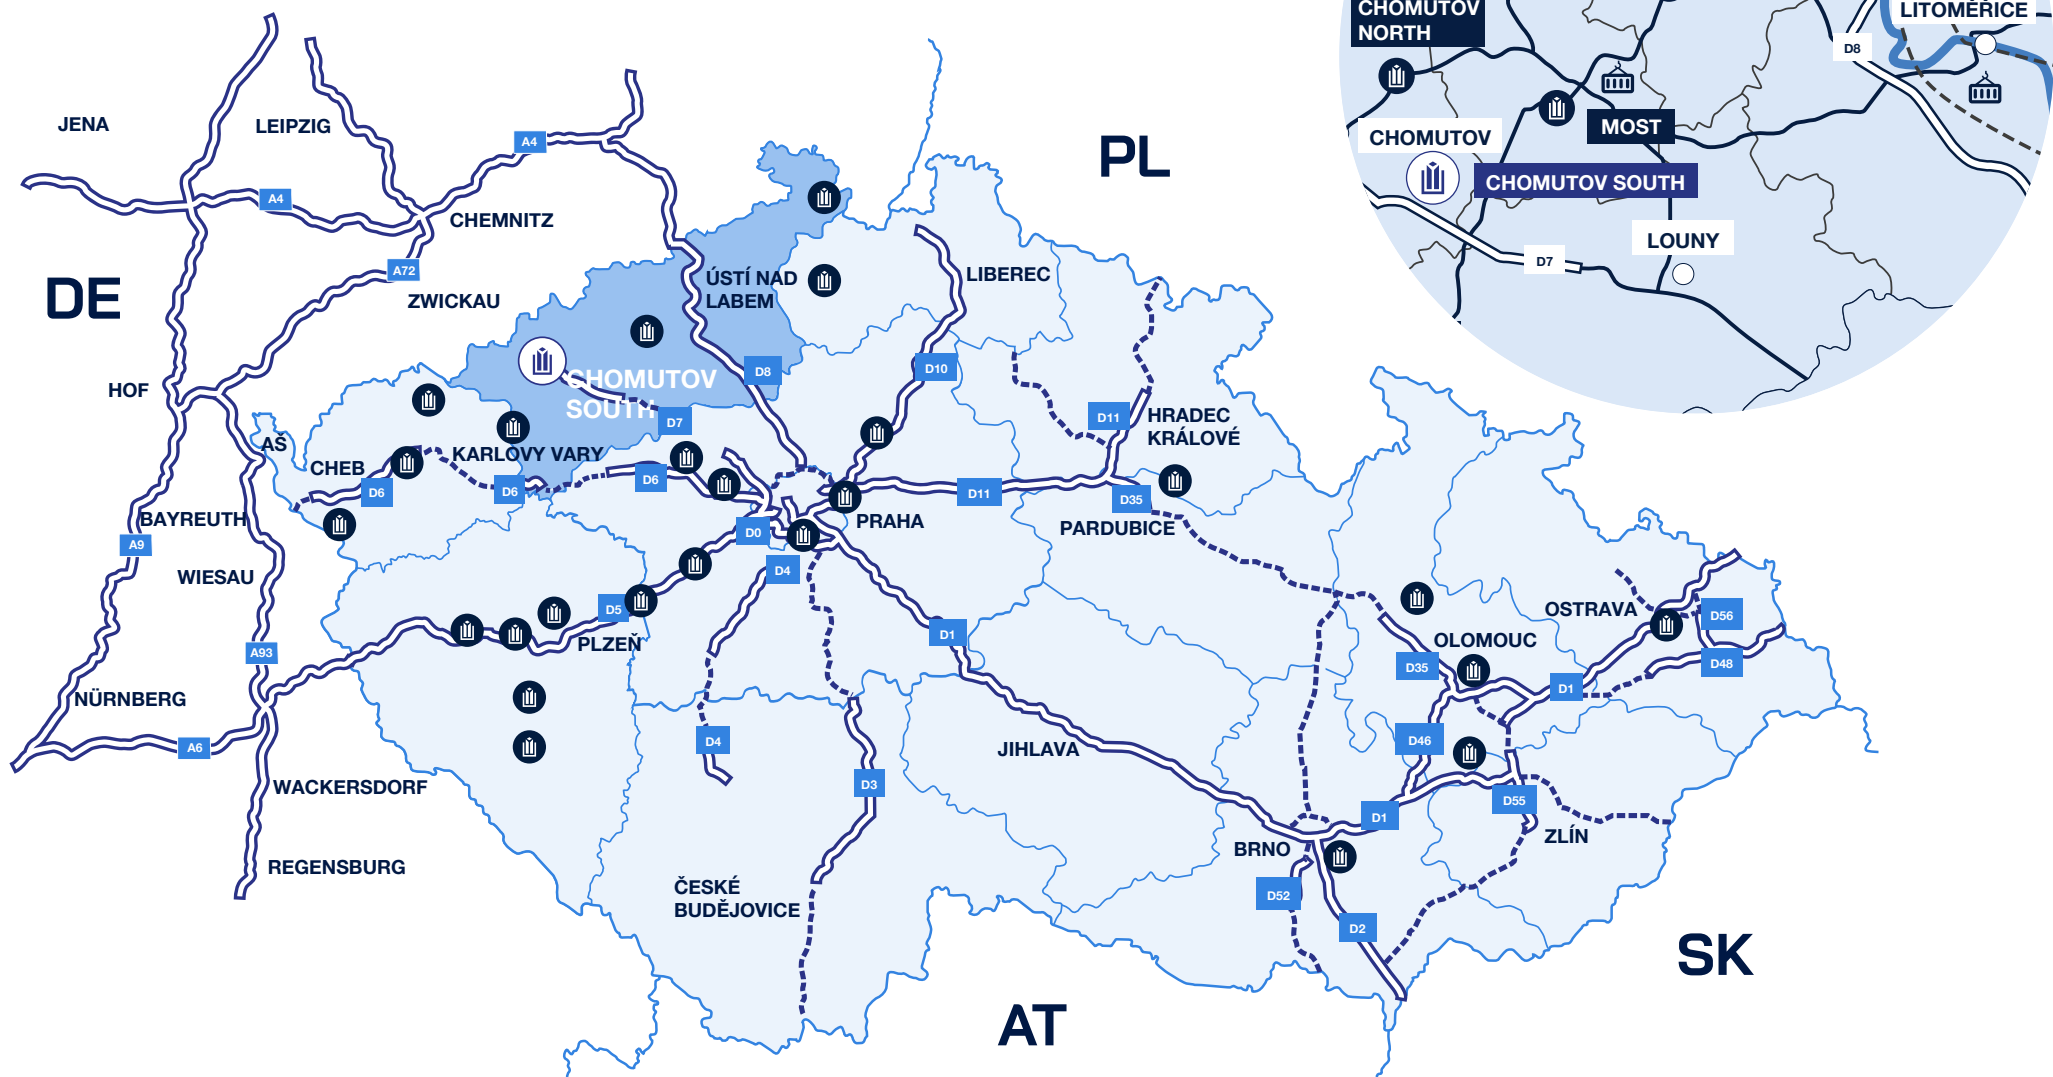 CHOMUTOV
NORTH
LITOMĚŘICE
D8
MOST
CHOMUTOV
CHOMUTOV SOUTH
LOUNY
D7
JENA
LEIPZIG
A4
PL
A4
CHEMNITZ
DE
A72
ZWICKAU
ÚSTÍ NAD
LABEM
LIBEREC
HOF
CHOMUTOV
SOUTH
D8
D10
D7
D11
HRADEC
KRÁLOVÉ
AŠ
CHEB
KARLOVY VARY
D6
D6
D6
D11
D35
BAYREUTH
PRAHA
PARDUBICE
A9
D0
WIESAU
D4
D5
PLZEŇ
OSTRAVA
D56
D1
OLOMOUC
A93
D35
D48
NÜRNBERG
D1
A6
D4
D46
JIHLAVA
WACKERSDORF
D3
D55
D1
ZLÍN
BRNO
REGENSBURG
ČESKÉ
BUDĚJOVICE
D52
D2
SK
AT